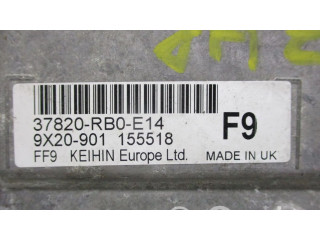 37820-RB0-E14
F9
9X20-901 155518
FF9 KEIHIN Europe Ltd. MADE IN UK